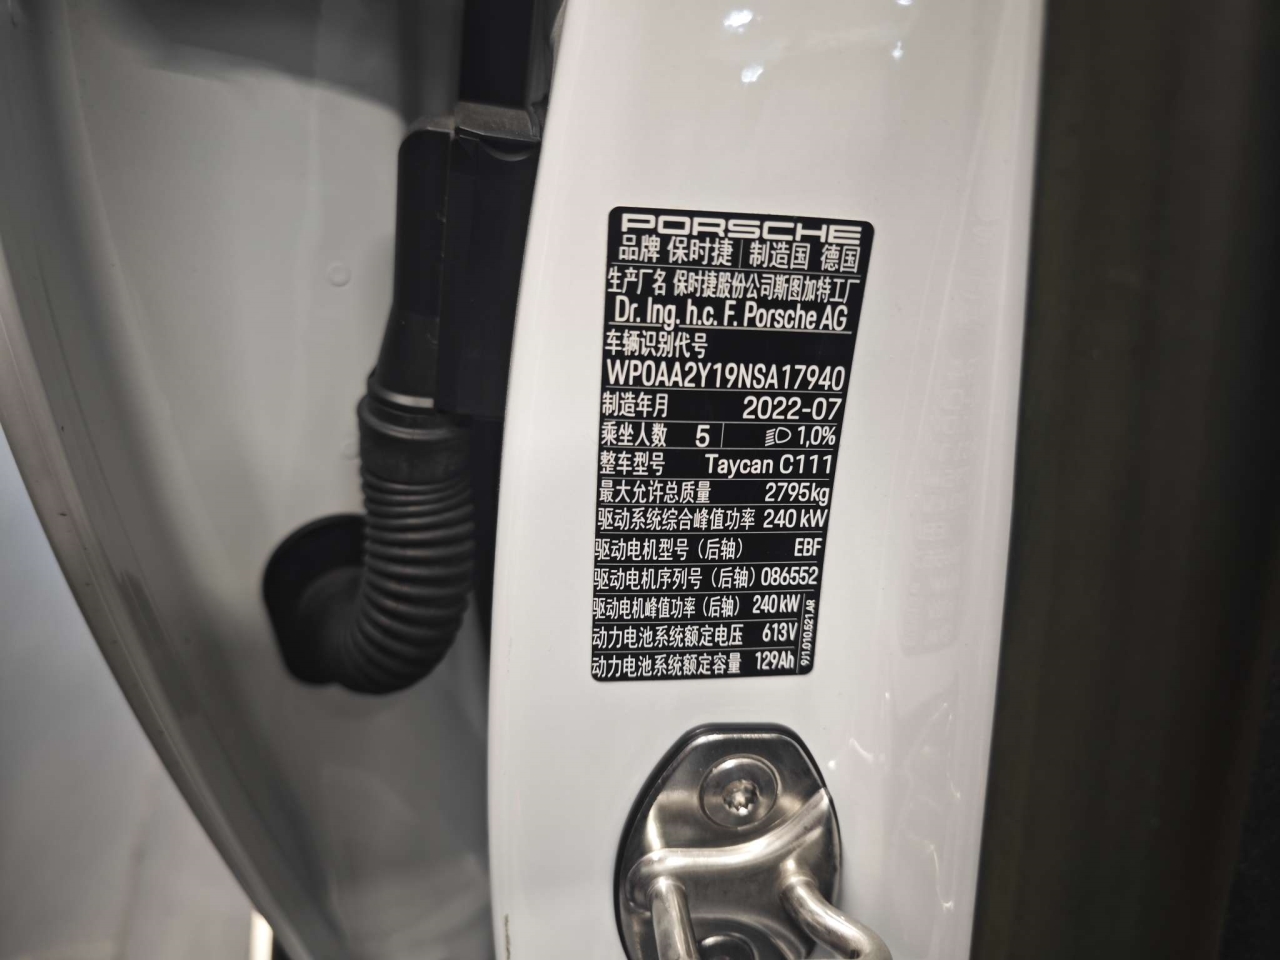 PORSCHE
品牌 保时捷 制造国 德国
生产厂名 保时捷股份公司斯图加特工厂
Dr. Ing. h.c. F. Porsche AG
车辆识别代号
WP0AA2Y19NSA17940
制造年月 2022-07
乘坐人数 5 1,0%
整车型号 Taycan C111
最大允许总质量 2795kg
驱动系统综合峰值功率 240 kW
驱动电机型号（后轴） EBF
驱动电机序列号（后轴）086552
驱动电机峰值功率（后轴） 240 kW
动力电池系统额定电压 613V
动力电池系统额定容量 129Ah
9J1.010.521.AR